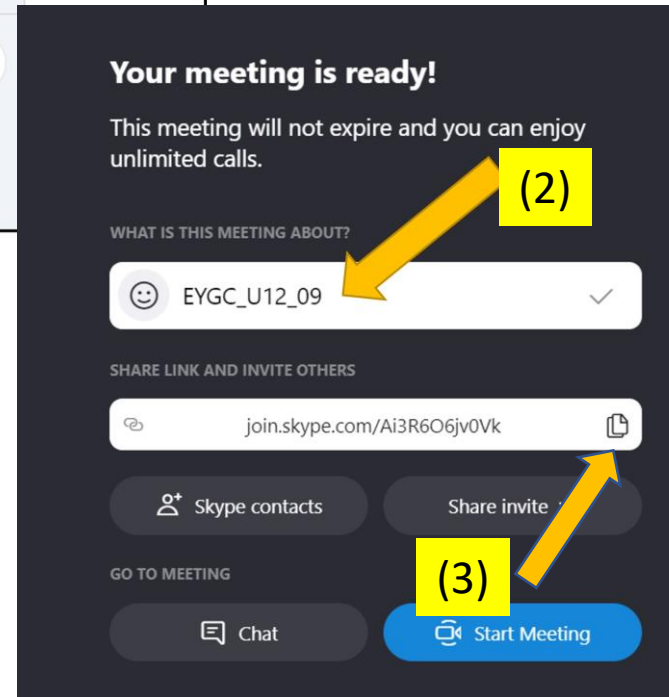 Your meeting is ready!
This meeting will not expire and you can enjoy
unlimited calls.
(2)
WHAT IS THIS MEETING ABOUT?
EYGC_U12_09
SHARE LINK AND INVITE OTHERS
join.skype.com/Ai3R6O6jv0Vk
Skype contacts
Share invite
GO TO MEETING
(3)
Chat
Start Meeting